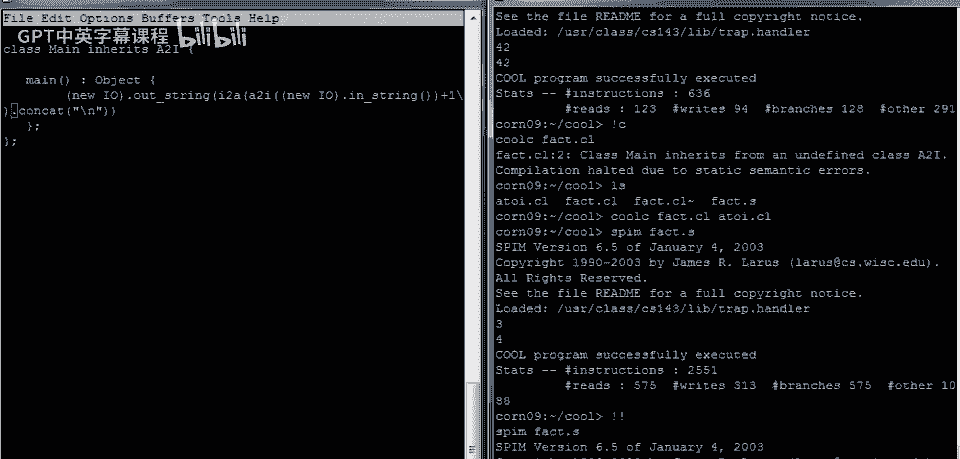 File Edit Options Buffers Tools Help
GPT中英字幕课程 bilibili
class Main inherits A2I {
main() : Object {
(new IO).out_string(i2a(a2i((new IO).in_string())+1\
).concat("\n"))
};
};
See the file README for a full copyright notice.
Loaded: /usr/class/cs143/lib/trap.handler
42
42
COOL program successfully executed
Stats -- #instructions : 636
#reads : 123 #writes 94 #branches 128 #other 291
corn09:~/cool> !c
coolc fact.cl
fact.cl:2: Class Main inherits from an undefined class A2I.
Compilation halted due to static semantic errors.
corn09:~/cool> ls
atoi.cl fact.cl fact.cl~ fact.s
corn09:~/cool> coolc fact.cl atoi.cl
corn09:~/cool> spim fact.s
SPIM Version 6.5 of January 4, 2003
Copyright 1990-2003 by James R. Larus (larus@cs.wisc.edu).
All Rights Reserved.
See the file README for a full copyright notice.
Loaded: /usr/class/cs143/lib/trap.handler
3
4
COOL program successfully executed
Stats -- #instructions : 2551
#reads : 575 #writes 313 #branches 575 #other 10
88
corn09:~/cool> !!
spim fact.s
SPIM Version 6.5 of January 4, 2003